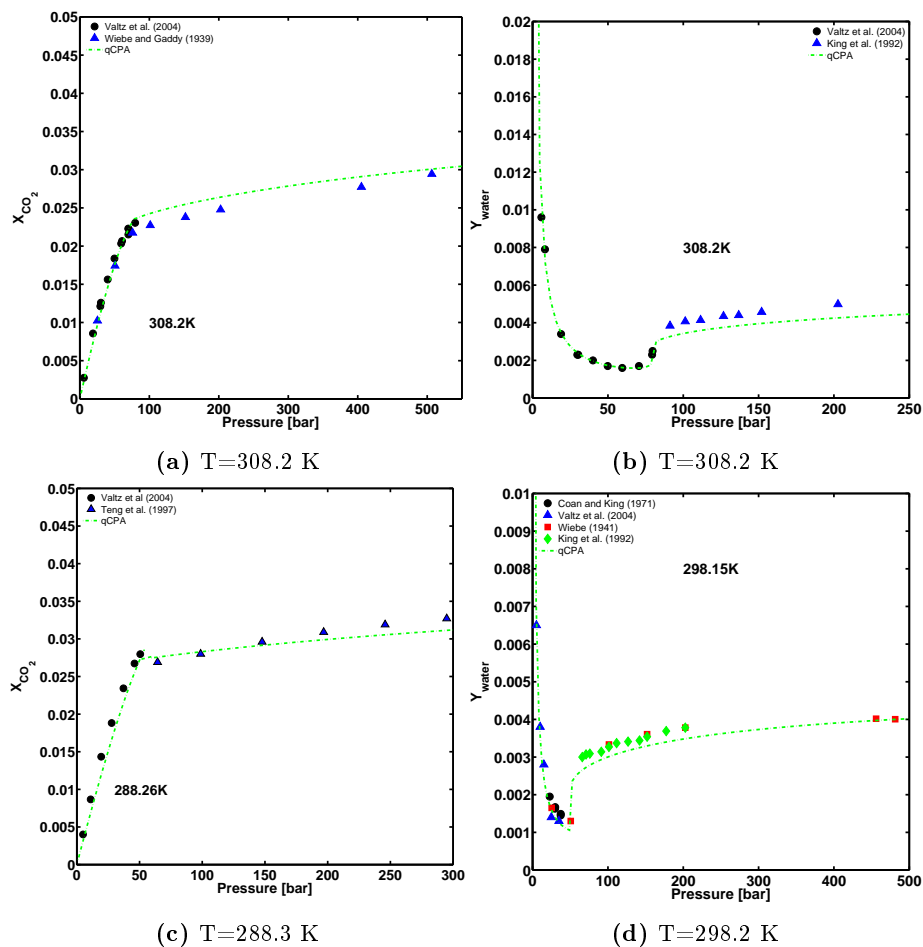 0.05
0.045
0.04
0.035
0.03
0.025
0.02
0.015
0.01
0.005
0
X_CO2
Valtz et al. (2004)
Wiebe and Gaddy (1939)
qCPA
308.2K
0 100 200 300 400 500
Pressure [bar]
(a) T=308.2 K
0.02
0.018
0.016
0.014
0.012
0.01
0.008
0.006
0.004
0.002
0
Y_water
Valtz et al. (2004)
King et al. (1992)
qCPA
308.2K
0 50 100 150 200 250
Pressure [bar]
(b) T=308.2 K
0.05
0.045
0.04
0.035
0.03
0.025
0.02
0.015
0.01
0.005
0
X_CO2
Valtz et al (2004)
Teng et al. (1997)
qCPA
288.26K
0 50 100 150 200 250 300
Pressure [bar]
(c) T=288.3 K
0.01
0.009
0.008
0.007
0.006
0.005
0.004
0.003
0.002
0.001
0
Y_water
Coan and King (1971)
Valtz et al. (2004)
Wiebe (1941)
King et al. (1992)
qCPA
298.15K
0 100 200 300 400 500
Pressure [bar]
(d) T=298.2 K